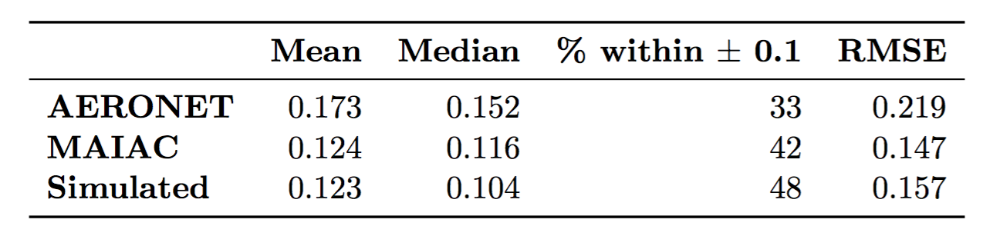 Mean Median % within ± 0.1 RMSE
AERONET 0.173 0.152 33 0.219
MAIAC 0.124 0.116 42 0.147
Simulated 0.123 0.104 48 0.157